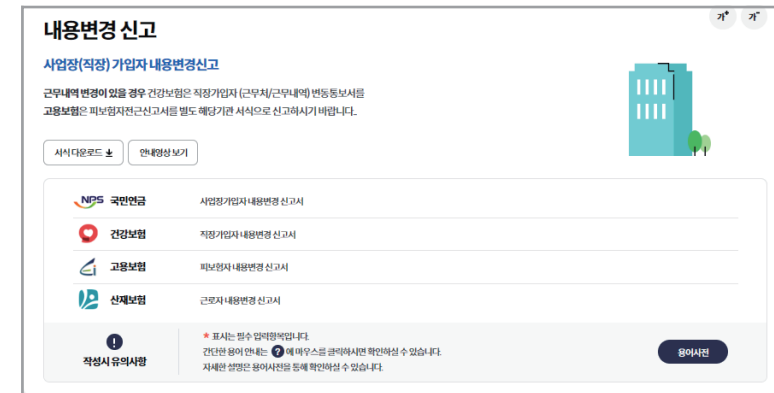 가+ 가-
내용변경 신고
사업장(직장) 가입자 내용변경신고
근무내역 변경이 있을 경우 건강보험은 직장가입자 (근무처/근무내역) 변동통보서를
고용보험은 피보험자전근신고서를 별도 해당기관 서식으로 신고하시기 바랍니다.
서식 다운로드 안내영상 보기
NPS 국민연금 사업장가입자 내용변경 신고서
건강보험 직장가입자 내용변경 신고서
고용보험 피보험자 내용변경 신고서
산재보험 근로자 내용변경 신고서
* 표시는 필수 입력항목입니다.
간단한 용어 안내는 ? 에 마우스를 클릭하시면 확인하실 수 있습니다.
작성시 유의사항 자세한 설명은 용어사전을 통해 확인하실 수 있습니다.
용어사전